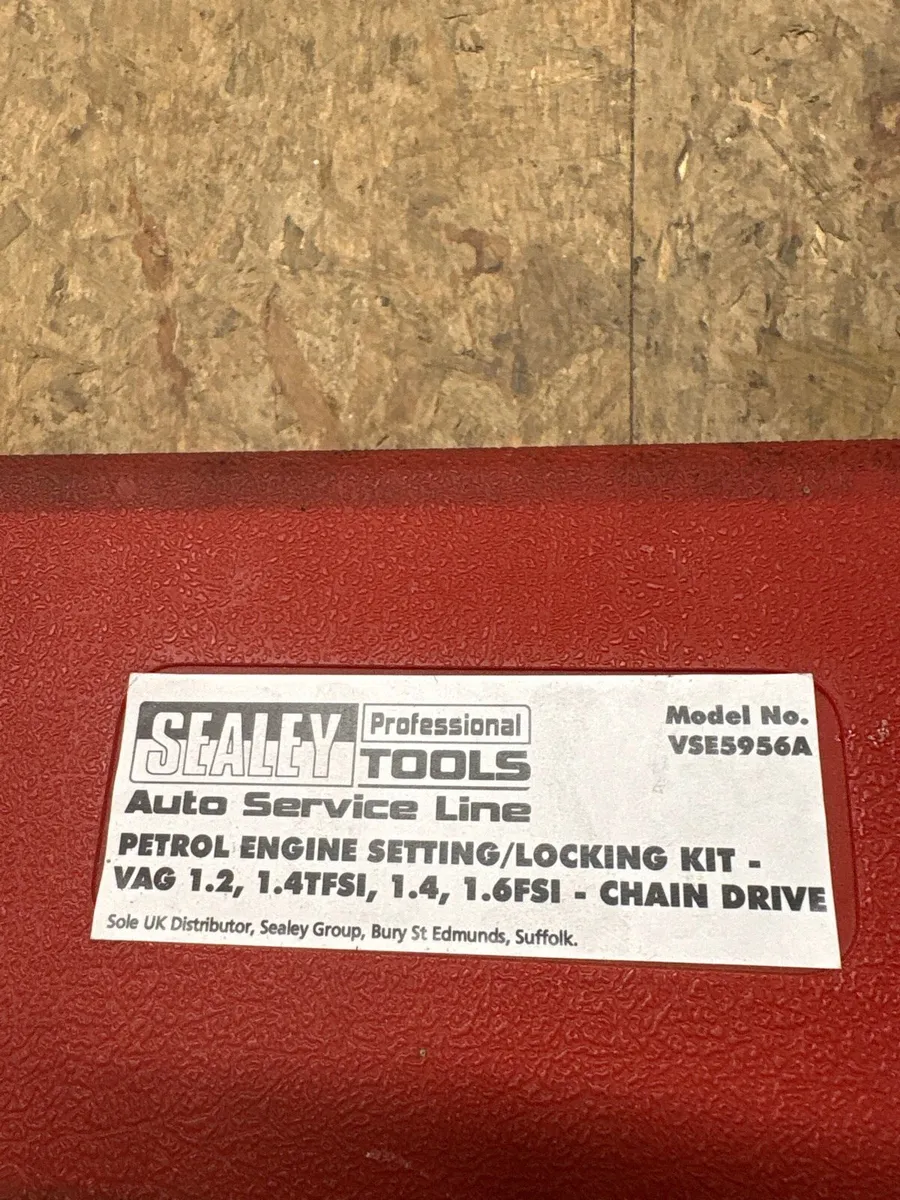 SEALEY Professional TOOLS
Auto Service Line
Model No.
VSE5956A
PETROL ENGINE SETTING/LOCKING KIT -
VAG 1.2, 1.4TFSI, 1.4, 1.6FSI - CHAIN DRIVE
Sole UK Distributor, Sealey Group, Bury St Edmunds, Suffolk.